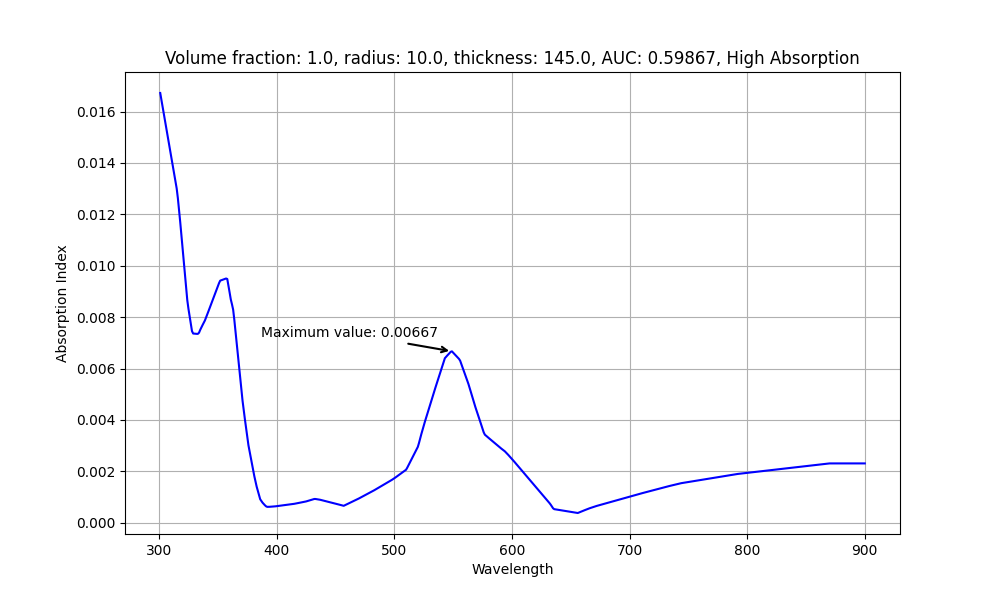 Volume fraction: 1.0, radius: 10.0, thickness: 145.0, AUC: 0.59867, High Absorption
Absorption Index
0.016
0.014
0.012
0.010
0.008
0.006
0.004
0.002
0.000
Maximum value: 0.00667
300 400 500 600 700 800 900
Wavelength